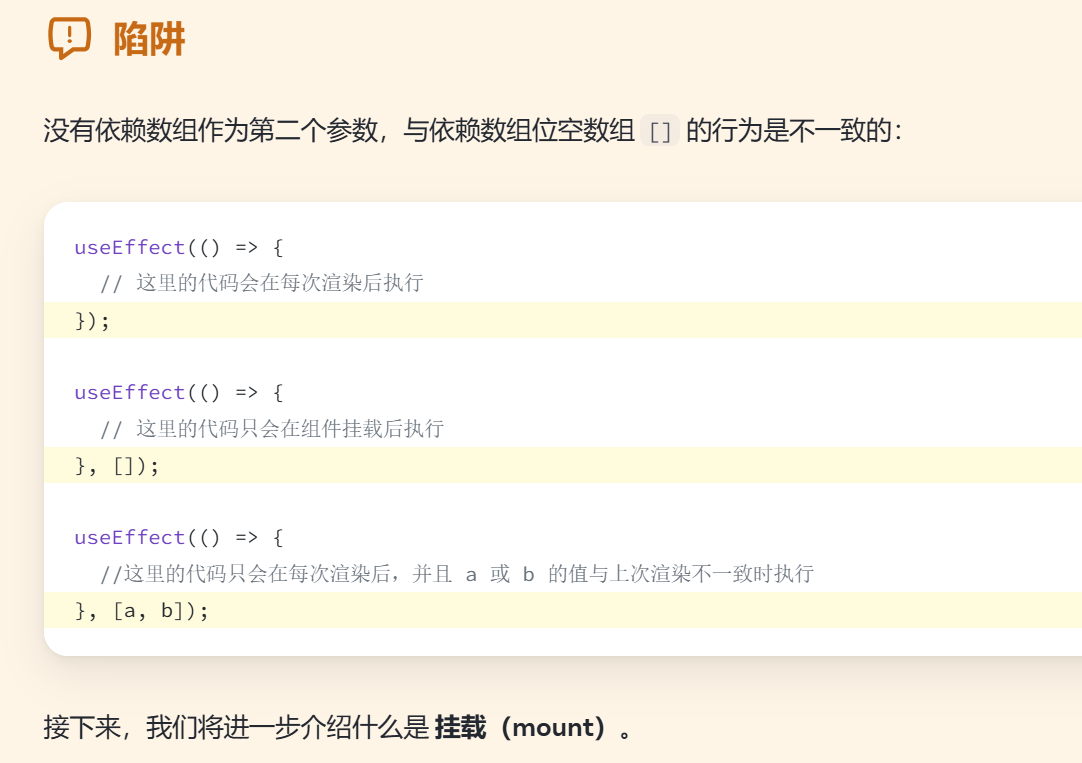 陷阱
没有依赖数组作为第二个参数，与依赖数组位空数组 [] 的行为是不一致的：
useEffect(() => {
  // 这里的代码会在每次渲染后执行
});
useEffect(() => {
  // 这里的代码只会在组件挂载后执行
}, []);
useEffect(() => {
  //这里的代码只会在每次渲染后，并且 a 或 b 的值与上次渲染不一致时执行
}, [a, b]);
接下来，我们将进一步介绍什么是 挂载（mount）。